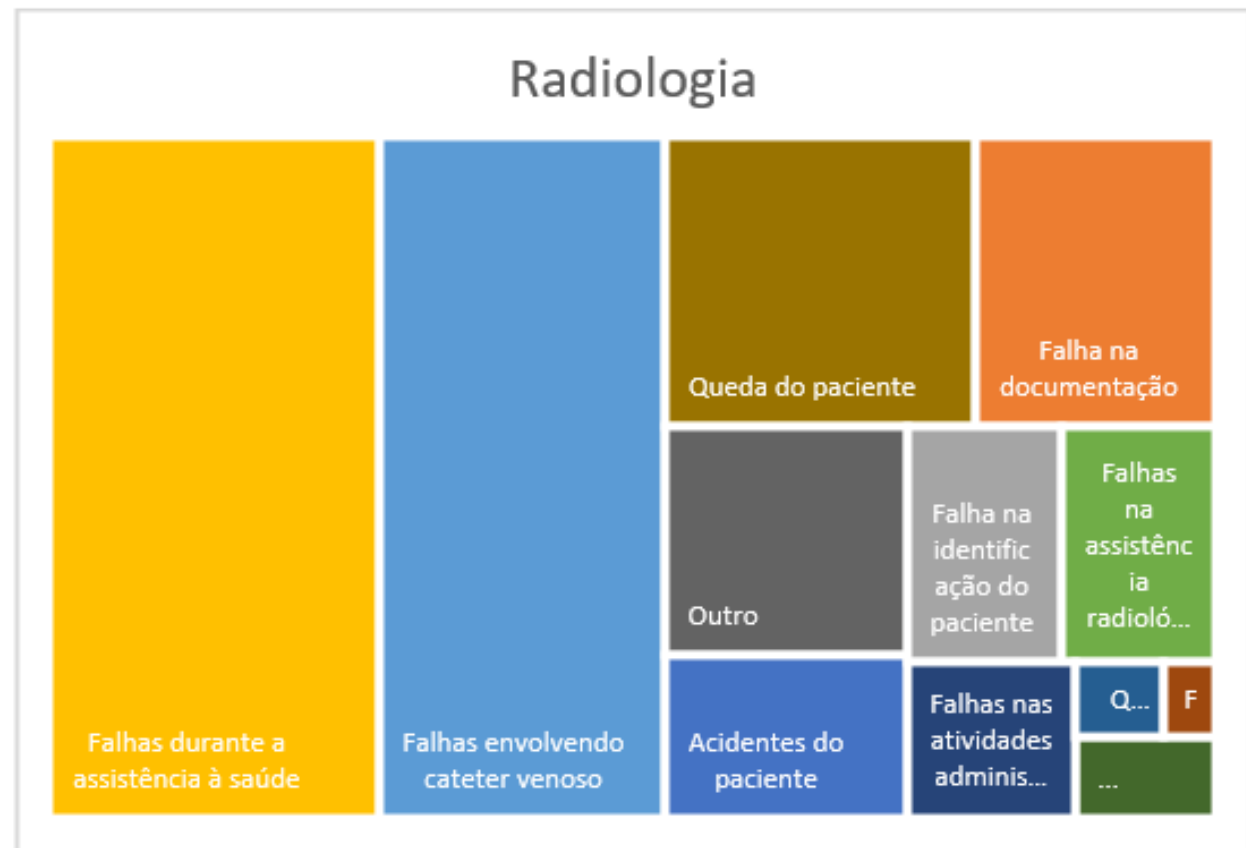 Radiologia
Falhas durante a
assistência à saúde
Falhas envolvendo
cateter venoso
Queda do paciente
Falha na
documentação
Outro
Falha na
identific
ação do
paciente
Falhas
na
assistênc
ia
radioló...
Acidentes do
paciente
Falhas nas
atividades
adminis...
Q...
F
...